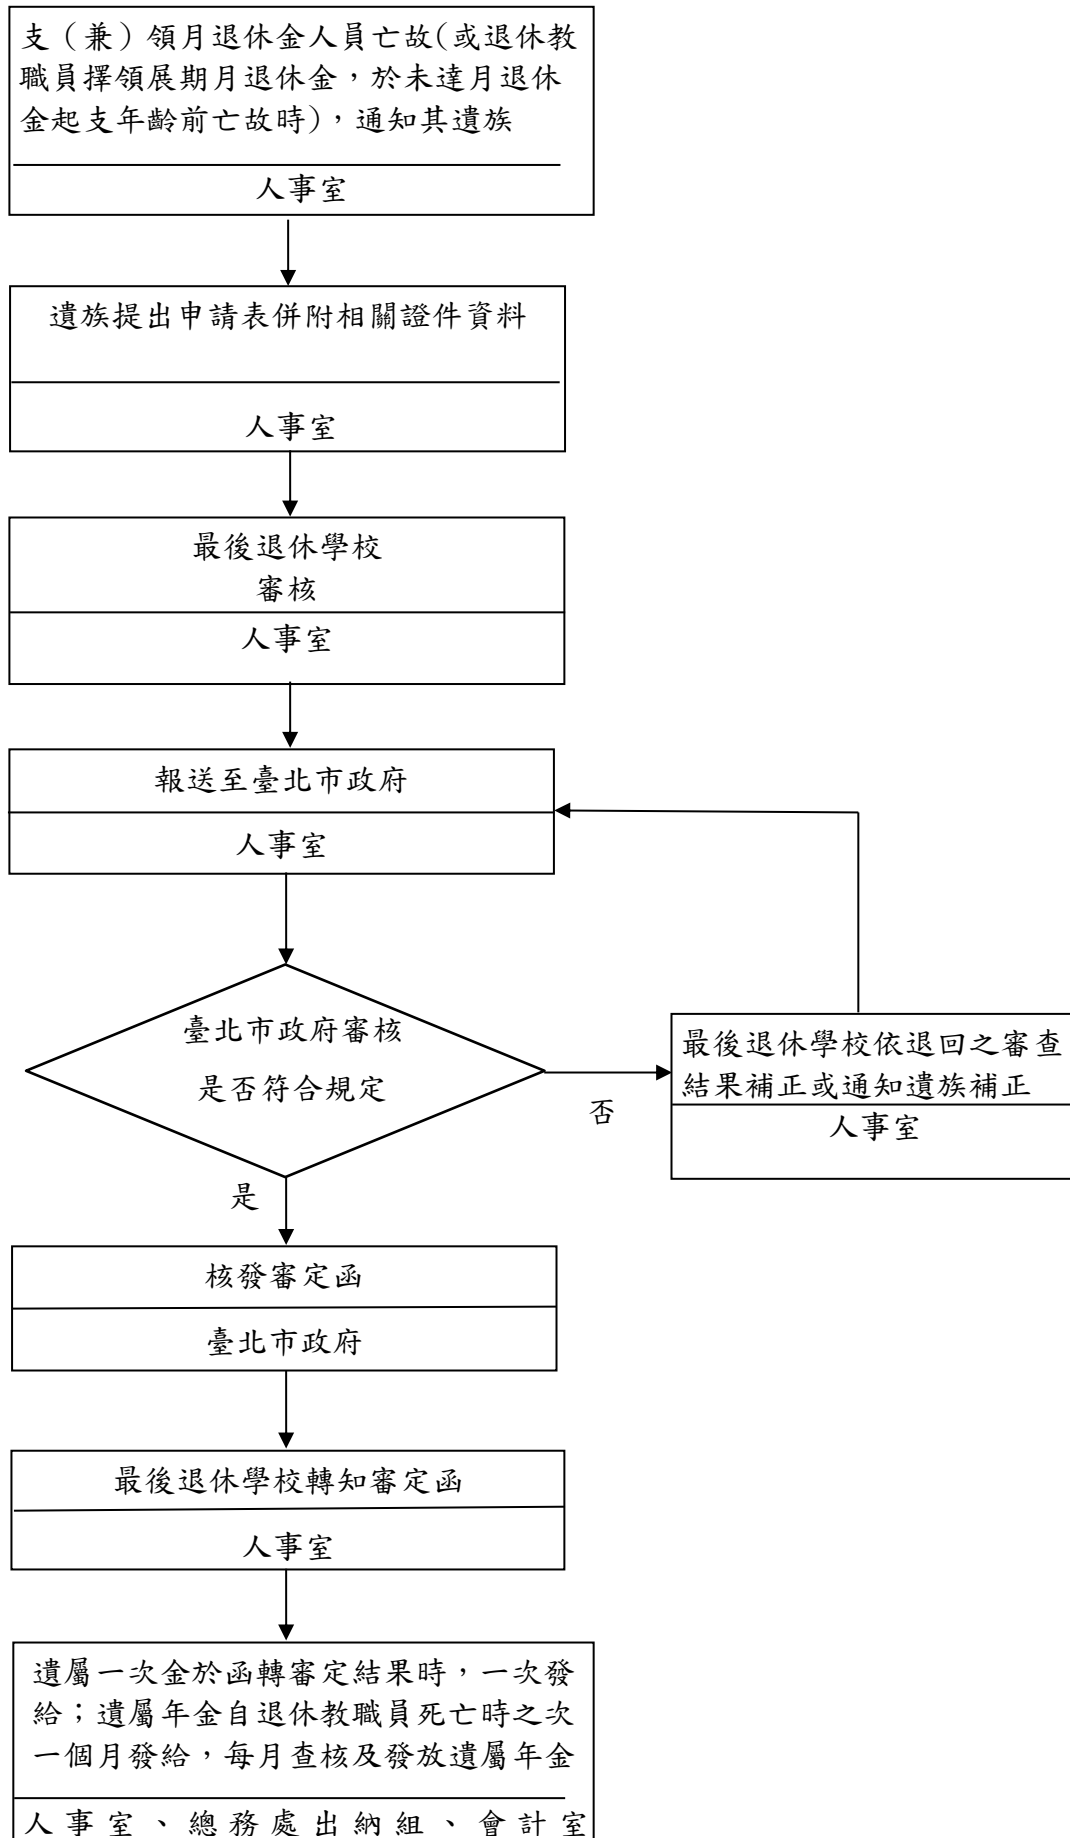 支（兼）領月退休金人員亡故(或退休教
職員擇領展期月退休金，於未達月退休
金起支年齡前亡故時)，通知其遺族
人事室
遺族提出申請表併附相關證件資料
人事室
最後退休學校
審核
人事室
報送至臺北市政府
人事室
臺北市政府審核
是否符合規定
否
最後退休學校依退回之審查
結果補正或通知遺族補正
人事室
是
核發審定函
臺北市政府
最後退休學校轉知審定函
人事室
遺屬一次金於函轉審定結果時，一次發
給；遺屬年金自退休教職員死亡時之次
一個月發給，每月查核及發放遺屬年金
人事室、總務處出納組、會計室